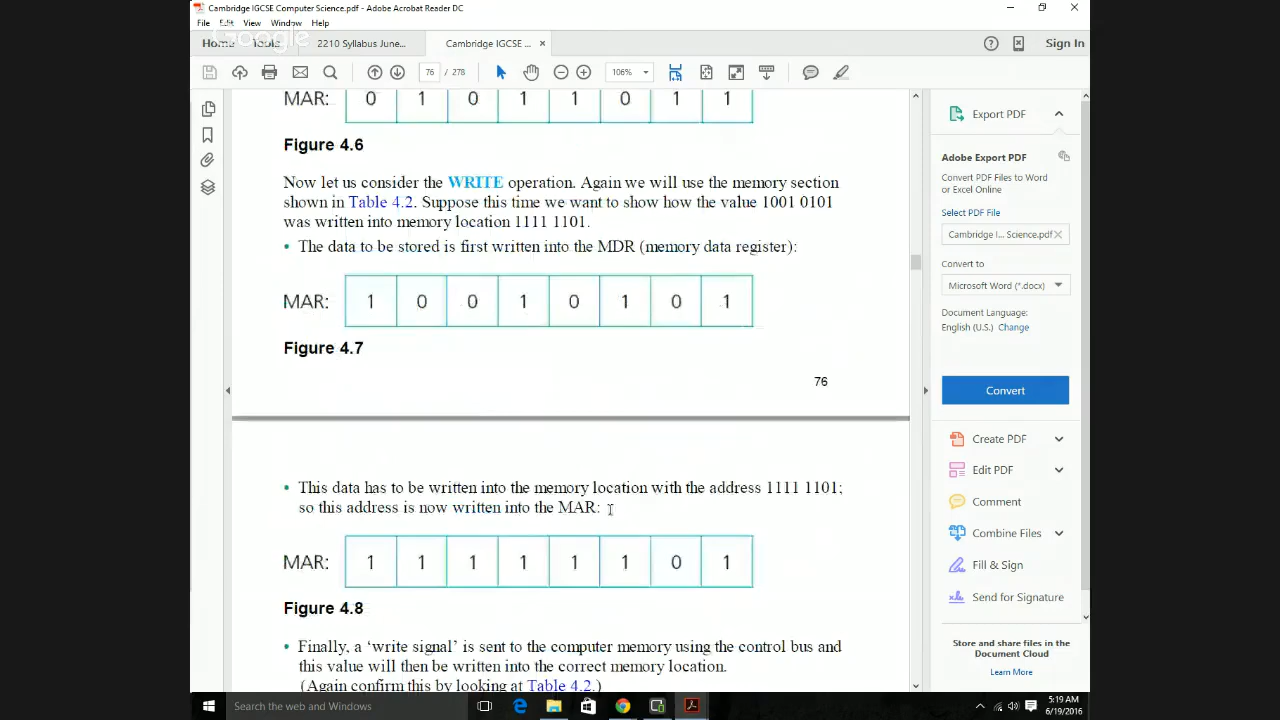 Cambridge IGCSE Computer Science.pdf - Adobe Acrobat Reader DC
File Edit View Window Help
Google
Home Tools 2210 Syllabus June... Cambridge IGCSE ... Sign In
76 / 278 106%
MAR: 0 1 0 1 1 0 1 1
Figure 4.6
Now let us consider the WRITE operation. Again we will use the memory section
shown in Table 4.2. Suppose this time we want to show how the value 1001 0101
was written into memory location 1111 1101.
• The data to be stored is first written into the MDR (memory data register):
MAR: 1 0 0 1 0 1 0 1
Figure 4.7
76
• This data has to be written into the memory location with the address 1111 1101;
so this address is now written into the MAR:
MAR: 1 1 1 1 1 1 0 1
Figure 4.8
• Finally, a ‘write signal’ is sent to the computer memory using the control bus and
this value will then be written into the correct memory location.
(Again confirm this by looking at Table 4.2.)
Export PDF
Adobe Export PDF
Convert PDF Files to Word
or Excel Online
Select PDF File
Cambridge I... Science.pdf
Convert to
Microsoft Word (*.docx)
Document Language:
English (U.S.) Change
Convert
Create PDF
Edit PDF
Comment
Combine Files
Fill & Sign
Send for Signature
Store and share files in the
Document Cloud
Learn More
Search the web and Windows
5:19 AM
6/19/2016